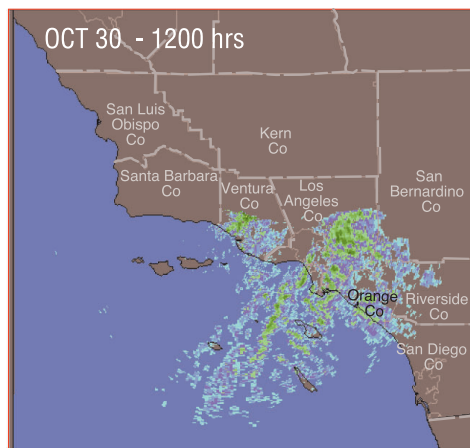 OCT 30 - 1200 hrs
San Luis
Obispo
Co
Kern
Co
Santa Barbara
Co
Ventura
Co
Los
Angeles
Co
San
Bernardino
Co
Orange
Co
Riverside
Co
San Diego
Co